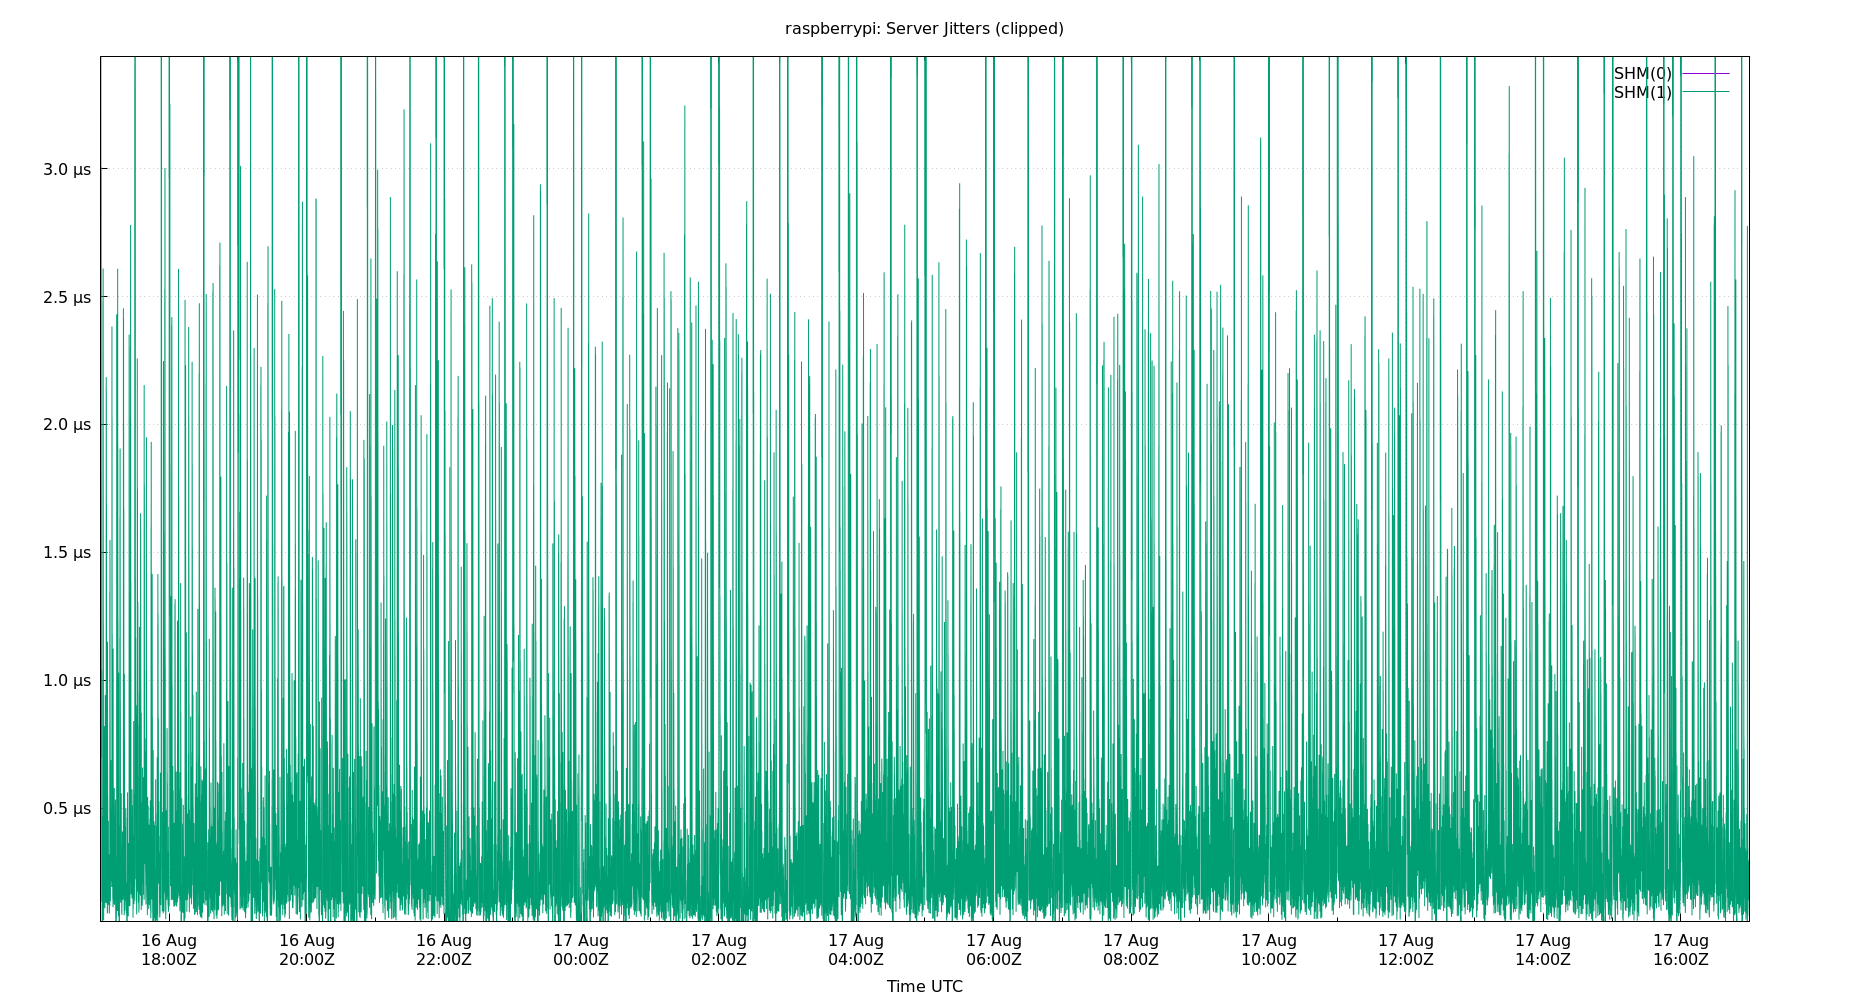 raspberrypi: Server Jitters (clipped)
SHM(0)
SHM(1)
3.0 µs
2.5 µs
2.0 µs
1.5 µs
1.0 µs
0.5 µs
16 Aug 16 Aug 16 Aug 17 Aug 17 Aug 17 Aug 17 Aug 17 Aug 17 Aug 17 Aug 17 Aug 17 Aug
18:00Z 20:00Z 22:00Z 00:00Z 02:00Z 04:00Z 06:00Z 08:00Z 10:00Z 12:00Z 14:00Z 16:00Z
Time UTC